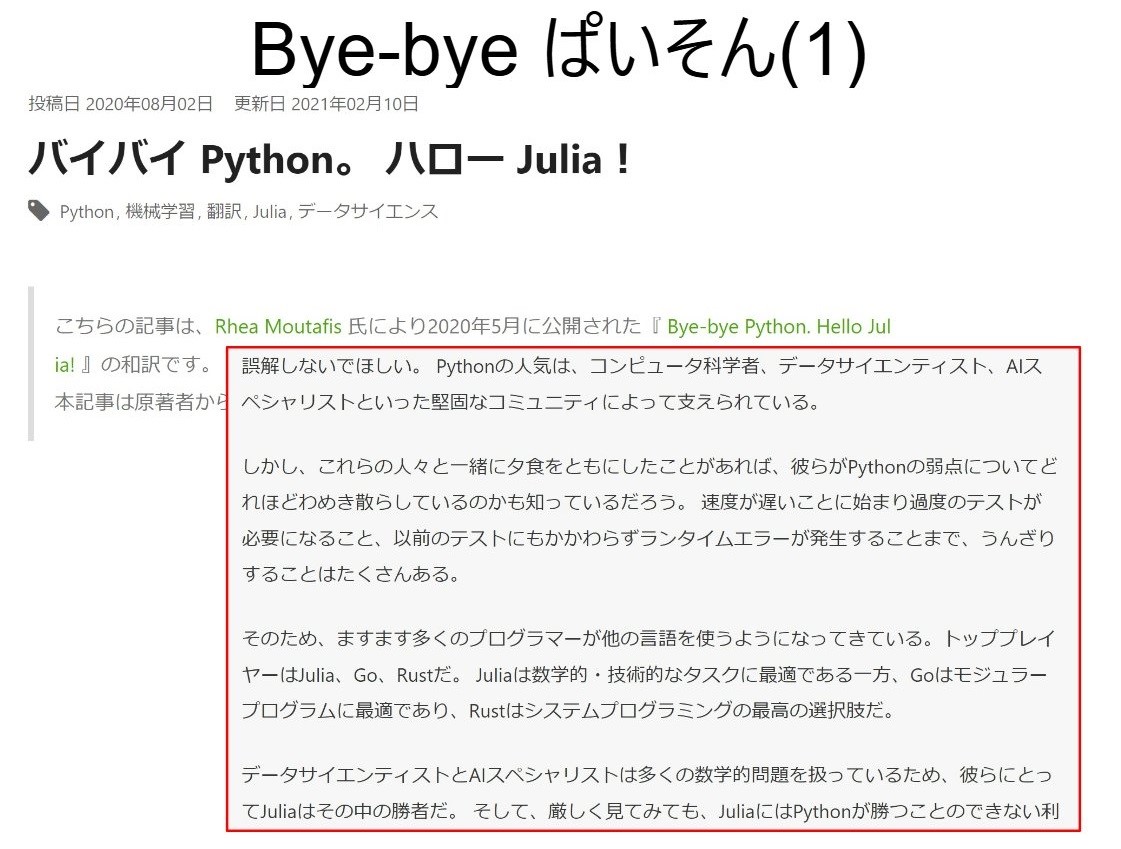 Bye-bye ぱいそん(1)
投稿日 2020年08月02日 更新日 2021年02月10日
バイバイ Python。 ハロー Julia！
Python, 機械学習, 翻訳, Julia, データサイエンス
こちらの記事は、Rhea Moutafis 氏により2020年5月に公開された『 Bye-bye Python. Hello Jul
ia! 』の和訳です。
本記事は原著者から
誤解しないでほしい。 Pythonの人気は、コンピュータ科学者、データサイエンティスト、AIス
ペシャリストといった堅固なコミュニティによって支えられている。
しかし、これらの人々と一緒に夕食をともにしたことがあれば、彼らがPythonの弱点についてど
れほどわめき散らしているのかも知っているだろう。 速度が遅いことに始まり過度のテストが
必要になること、以前のテストにもかかわらずランタイムエラーが発生することまで、うんざり
することはたくさんある。
そのため、ますます多くのプログラマーが他の言語を使うようになってきている。トッププレイ
ヤーはJulia、Go、Rustだ。 Juliaは数学的・技術的なタスクに最適である一方、Goはモジュラー
プログラムに最適であり、Rustはシステムプログラミングの最高の選択肢だ。
データサイエンティストとAIスペシャリストは多くの数学的問題を扱っているため、彼らにとっ
てJuliaはその中の勝者だ。 そして、厳しく見てみても、JuliaにはPythonが勝つことのできない利